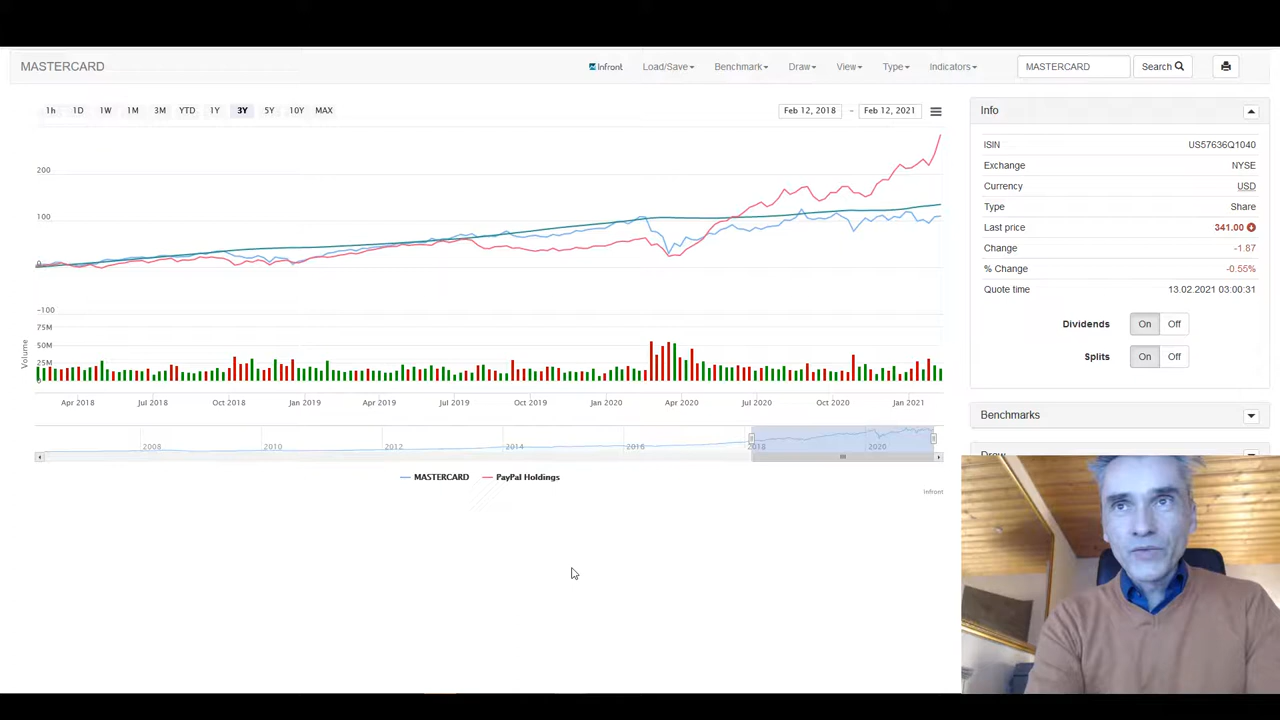 MASTERCARD
Infront Load/Save Benchmark Draw View Type Indicators MASTERCARD Search
1h 1D 1W 1M 3M YTD 1Y 3Y 5Y 10Y MAX
Feb 12, 2018 – Feb 12, 2021
200
100
0
-100
75M
50M
25M
0
Volume
Apr 2018 Jul 2018 Oct 2018 Jan 2019 Apr 2019 Jul 2019 Oct 2019 Jan 2020 Apr 2020 Jul 2020 Oct 2020 Jan 2021
2008 2010 2012 2014 2016 2018 2020
MASTERCARD PayPal Holdings
Infront
Info
ISIN US57636Q1040
Exchange NYSE
Currency USD
Type Share
Last price 341.00
Change -1.87
% Change -0.55%
Quote time 13.02.2021 03:00:31
Dividends On Off
Splits On Off
Benchmarks
Draw